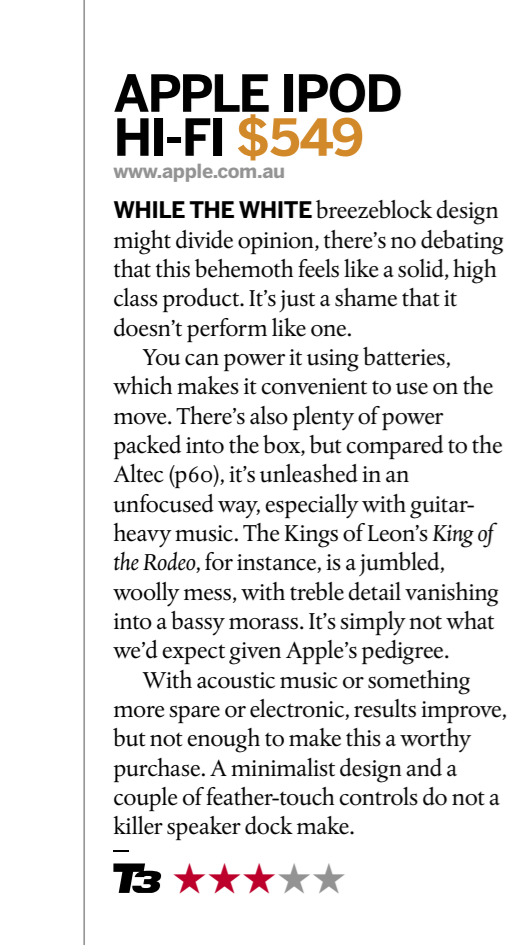 APPLE IPOD
HI-FI $549
www.apple.com.au
WHILE THE WHITE breezeblock design
might divide opinion, there's no debating
that this behemoth feels like a solid, high
class product. It's just a shame that it
doesn't perform like one.
You can power it using batteries,
which makes it convenient to use on the
move. There's also plenty of power
packed into the box, but compared to the
Altec (p60), it's unleashed in an
unfocused way, especially with guitar-
heavy music. The Kings of Leon's King of
the Rodeo, for instance, is a jumbled,
woolly mess, with treble detail vanishing
into a bassy morass. It's simply not what
we'd expect given Apple's pedigree.
With acoustic music or something
more spare or electronic, results improve,
but not enough to make this a worthy
purchase. A minimalist design and a
couple of feather-touch controls do not a
killer speaker dock make.
T3